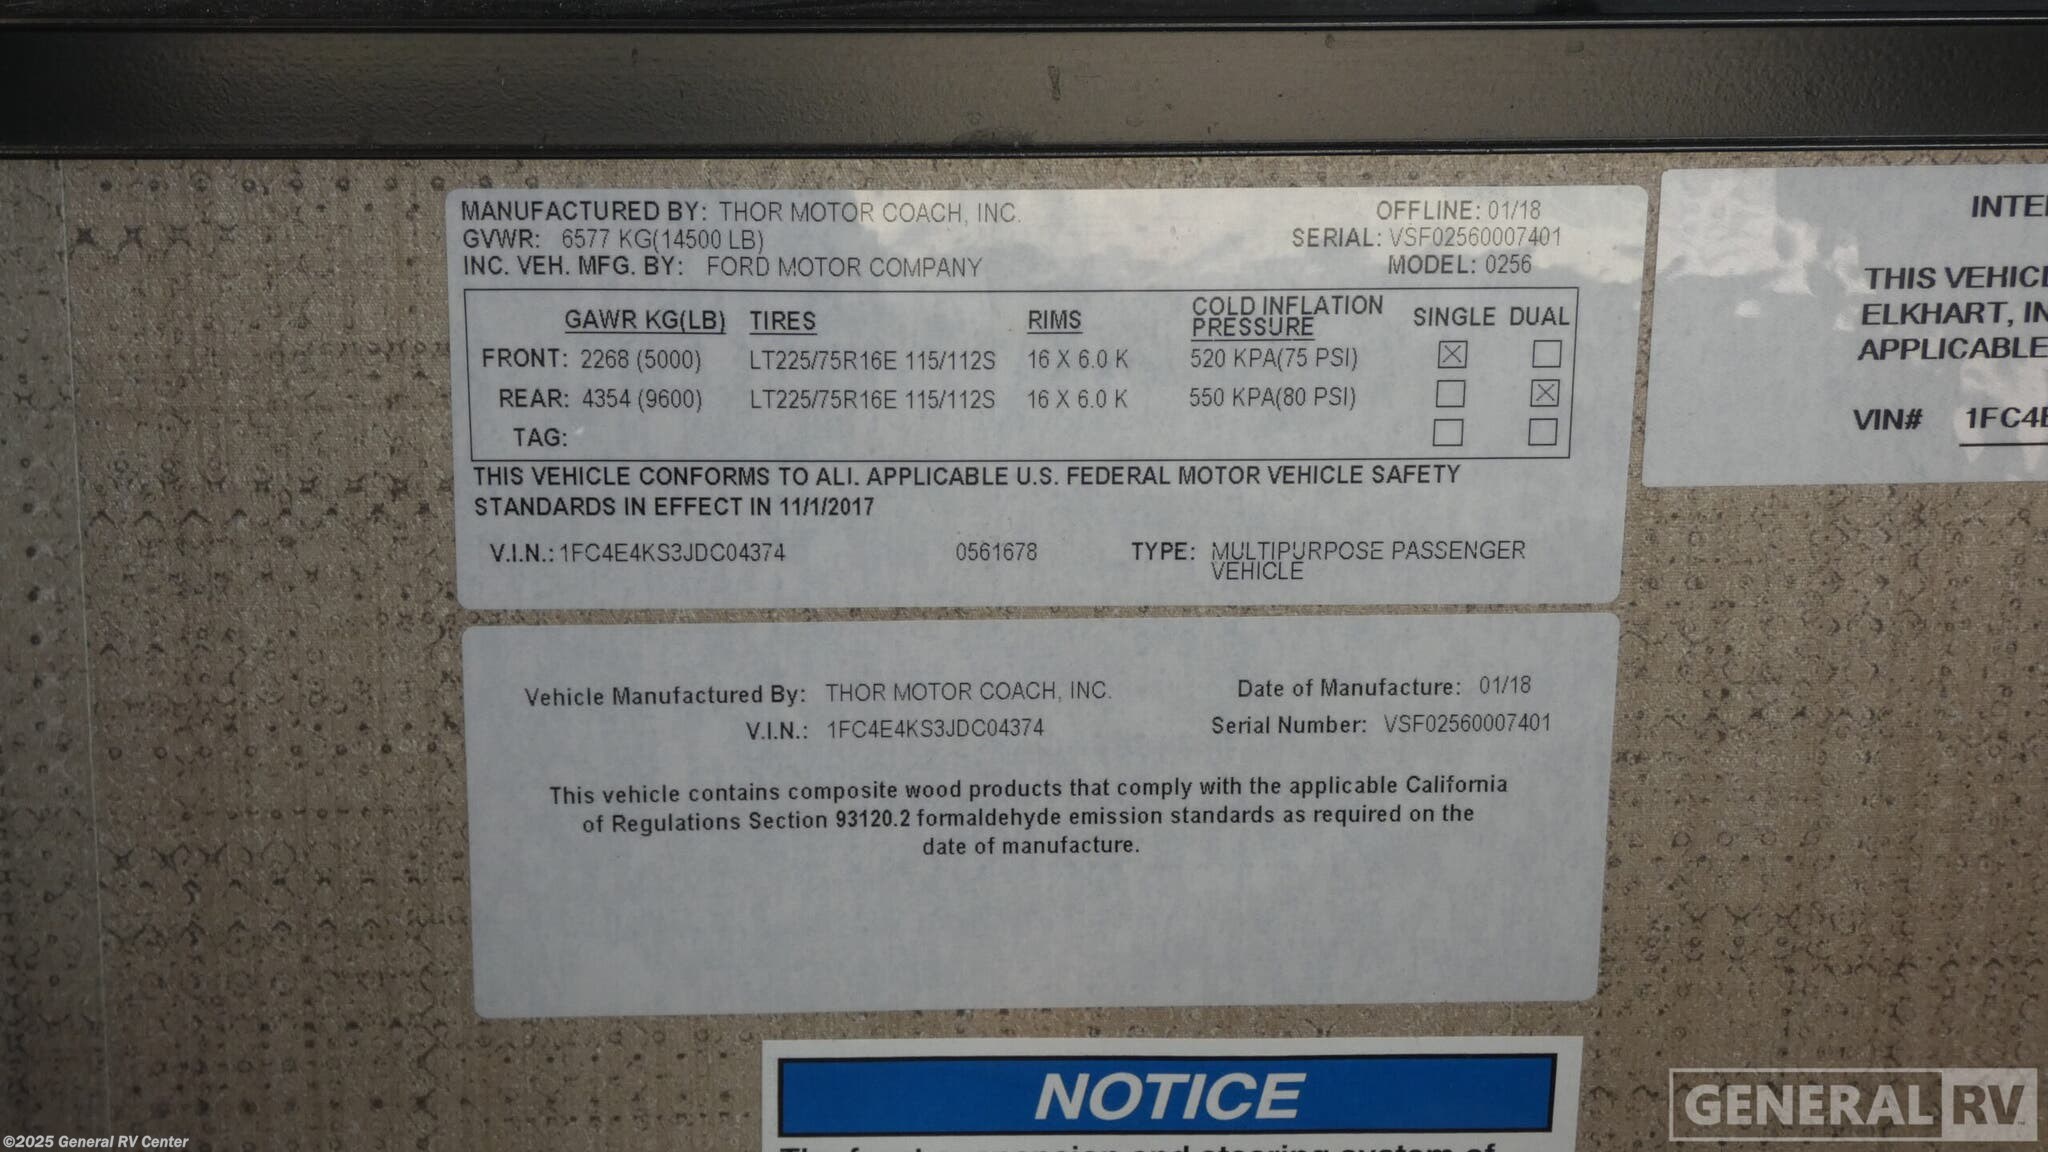 MANUFACTURED BY: THOR MOTOR COACH, INC. OFFLINE: 01/18
GVWR: 6577 KG(14500 LB) SERIAL: VSF02560007401
INC. VEH. MFG. BY: FORD MOTOR COMPANY MODEL: 0256
GAWR KG(LB) TIRES RIMS COLD INFLATION PRESSURE SINGLE DUAL
FRONT: 2268 (5000) LT225/75R16E 115/112S 16 X 6.0 K 520 KPA(75 PSI)
REAR: 4354 (9600) LT225/75R16E 115/112S 16 X 6.0 K 550 KPA(80 PSI)
TAG:
THIS VEHICLE CONFORMS TO ALL APPLICABLE U.S. FEDERAL MOTOR VEHICLE SAFETY
STANDARDS IN EFFECT IN 11/1/2017
V.I.N.: 1FC4E4KS3JDC04374 0561678 TYPE: MULTIPURPOSE PASSENGER
VEHICLE
INTE
THIS VEHICL
ELKHART, IN
APPLICABLE
VIN# 1FC4E
Vehicle Manufactured By: THOR MOTOR COACH, INC. Date of Manufacture: 01/18
V.I.N.: 1FC4E4KS3JDC04374 Serial Number: VSF02560007401
This vehicle contains composite wood products that comply with the applicable California
of Regulations Section 93120.2 formaldehyde emission standards as required on the
date of manufacture.
NOTICE
GENERAL RV
©2025 General RV Center